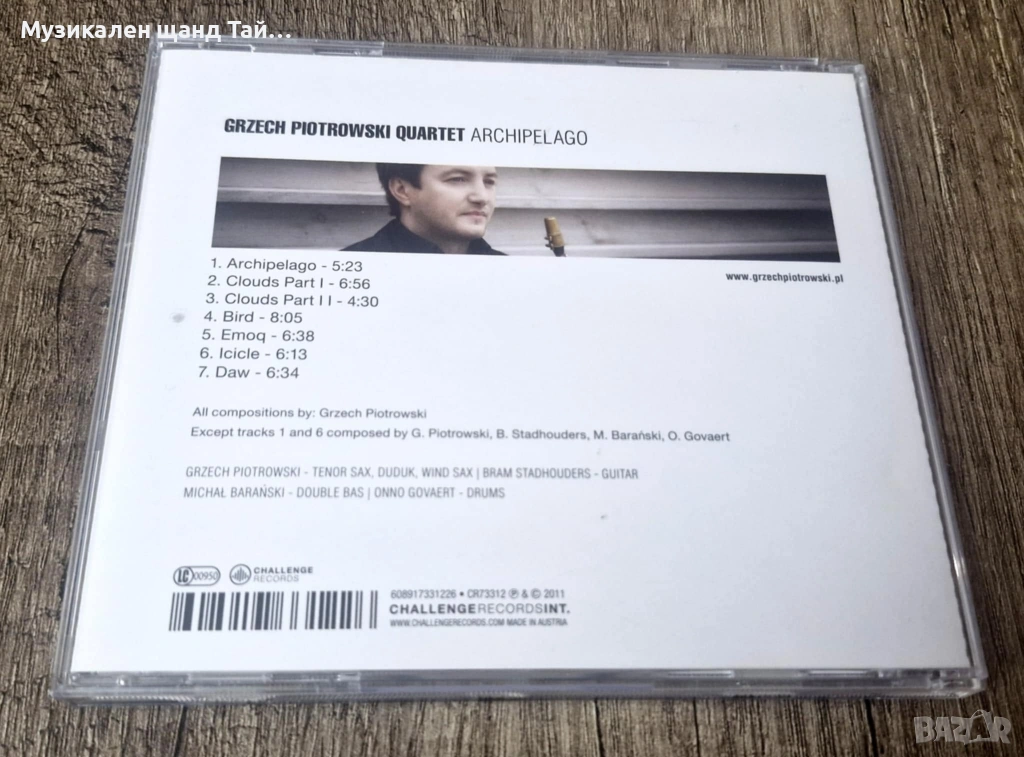 Музикален щанд Тай...
GRZECH PIOTROWSKI QUARTET ARCHIPELAGO
www.grzechpiotrowski.pl
1. Archipelago - 5:23
2. Clouds Part I - 6:56
3. Clouds Part I I - 4:30
4. Bird - 8:05
5. Emoq - 6:38
6. Icicle - 6:13
7. Daw - 6:34
All compositions by: Grzech Piotrowski
Except tracks 1 and 6 composed by G. Piotrowski, B. Stadhouders, M. Barański, O. Govaert
GRZECH PIOTROWSKI - TENOR SAX, DUDUK, WIND SAX | BRAM STADHOUDERS - GUITAR
MICHAŁ BARAŃSKI - DOUBLE BAS | ONNO GOVAERT - DRUMS
LC 00950
CHALLENGE
RECORDS
608917331226 • CR73312 ℗ & © 2011
CHALLENGERECORDSINT.
WWW.CHALLENGERECORDS.COM MADE IN AUSTRIA
BAZAR